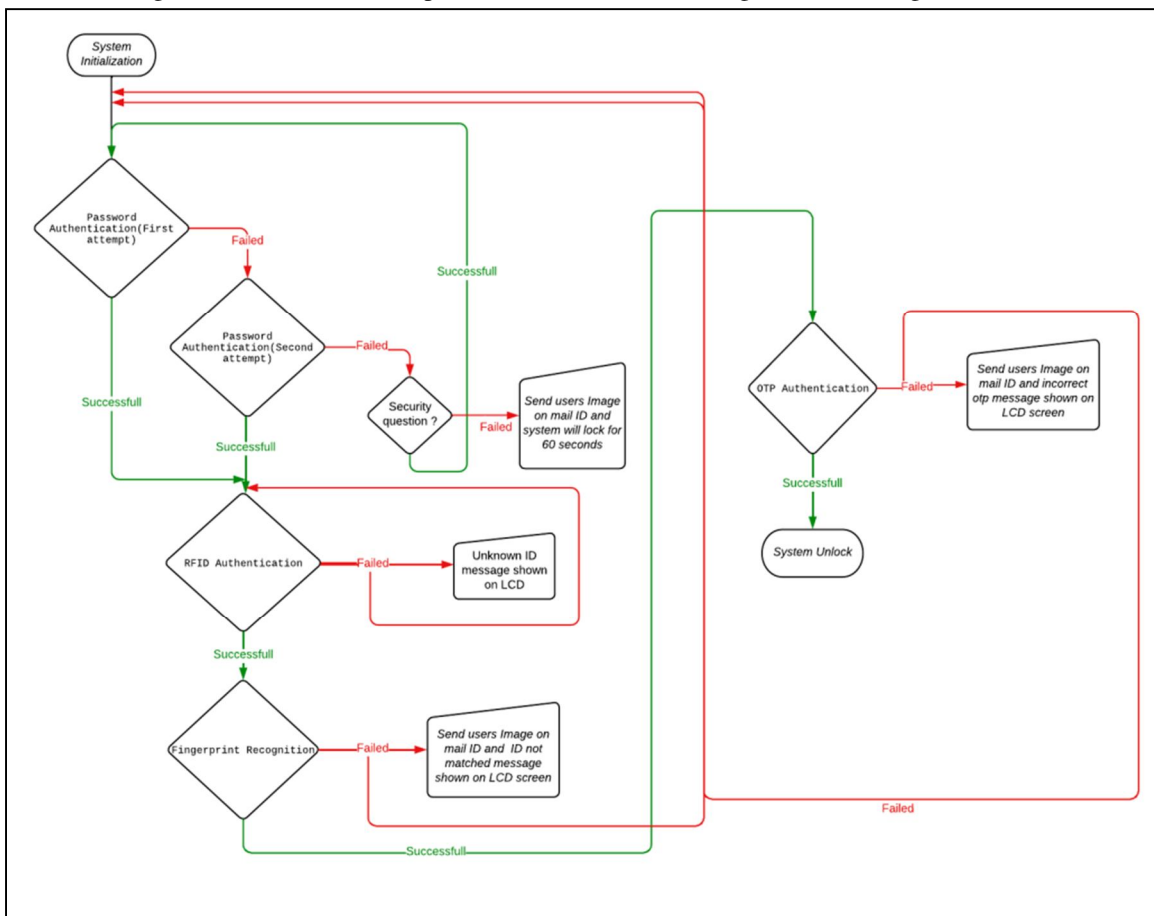 System
Initialization
Password
Authentication(First
attempt)
Failed
Successfull
Password
Authentication(Second
attempt)
Failed
Successfull
Successfull
Security
question ?
Failed
Send users Image
on mail ID and
system will lock for
60 seconds
Successfull
RFID Authentication
Failed
Unknown ID
message shown
on LCD
Successfull
Fingerprint Recognition
Failed
Send users Image on
mail ID and ID not
matched message
shown on LCD screen
Successfull
OTP Authentication
Failed
Send users Image on
mail ID and incorrect
otp message shown on
LCD screen
Successfull
System Unlock
Failed